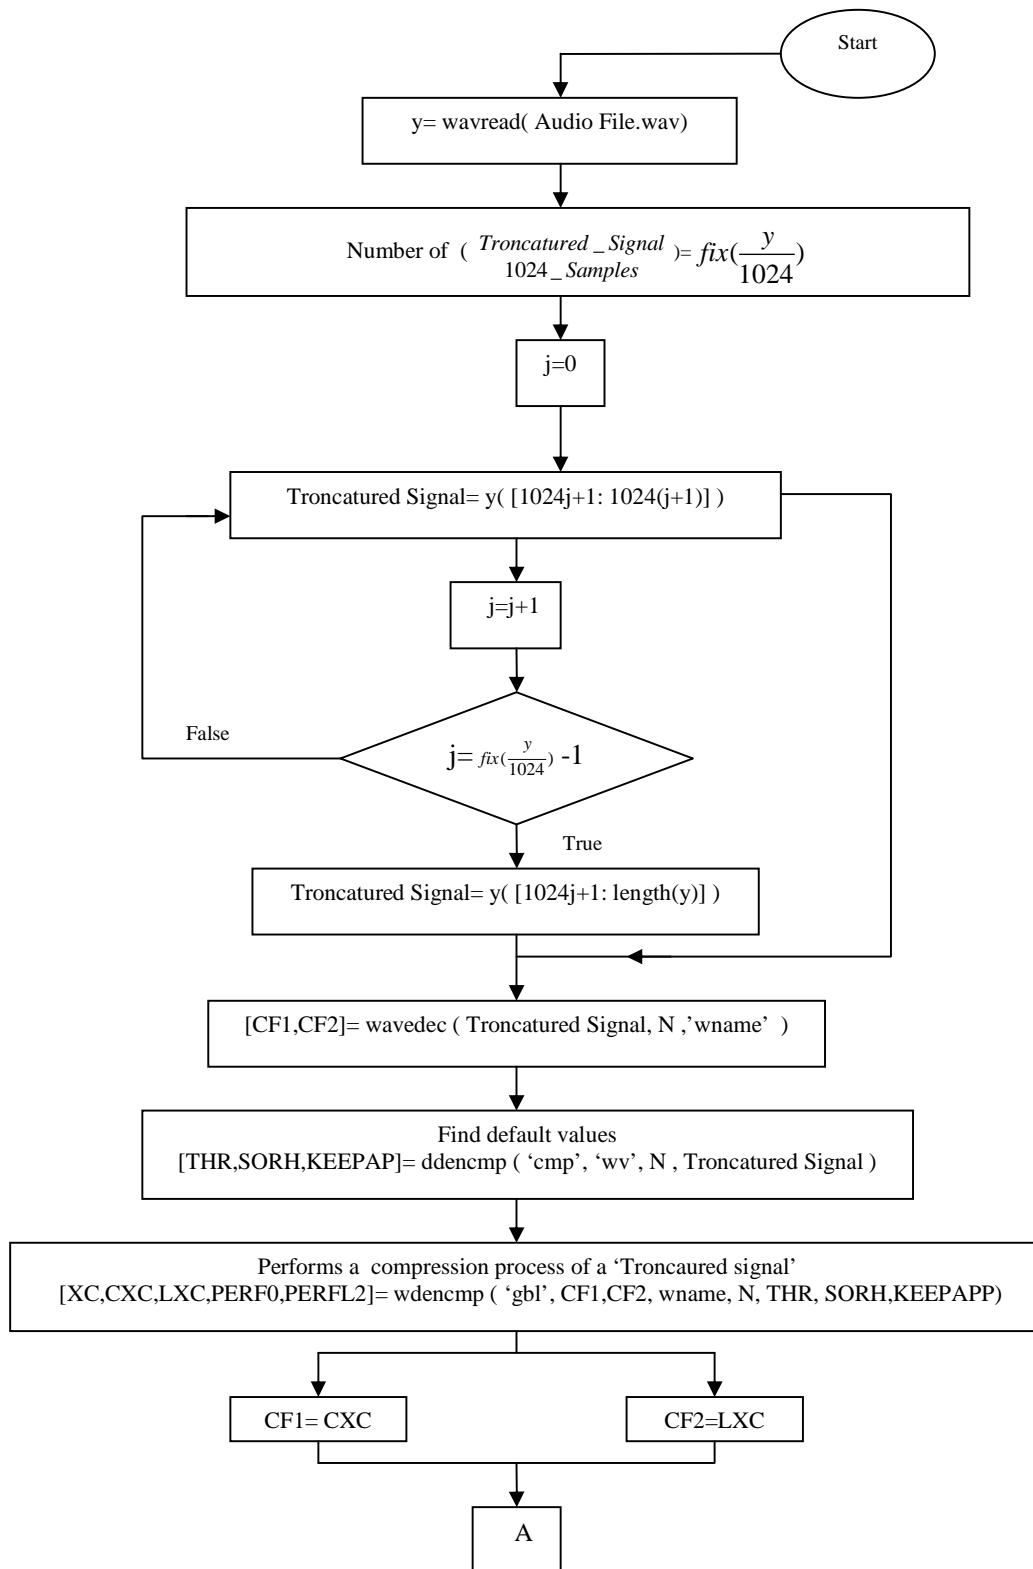 Start
y= wavread( Audio File.wav)
Number of ( Troncatured _ Signal / 1024 _ Samples )= fix( y / 1024 )
j=0
Troncatured Signal= y( [1024j+1: 1024(j+1)] )
j=j+1
False
j= fix( y / 1024 ) -1
True
Troncatured Signal= y( [1024j+1: length(y)] )
[CF1,CF2]= wavedec ( Troncatured Signal, N ,’wname’ )
Find default values
[THR,SORH,KEEPAP]= ddencmp ( ‘cmp’, ‘wv’, N , Troncatured Signal )
Performs a compression process of a ‘Troncaured signal’
[XC,CXC,LXC,PERF0,PERFL2]= wdencmp ( ‘gbl’, CF1,CF2, wname, N, THR, SORH,KEEPAPP)
CF1= CXC
CF2=LXC
A